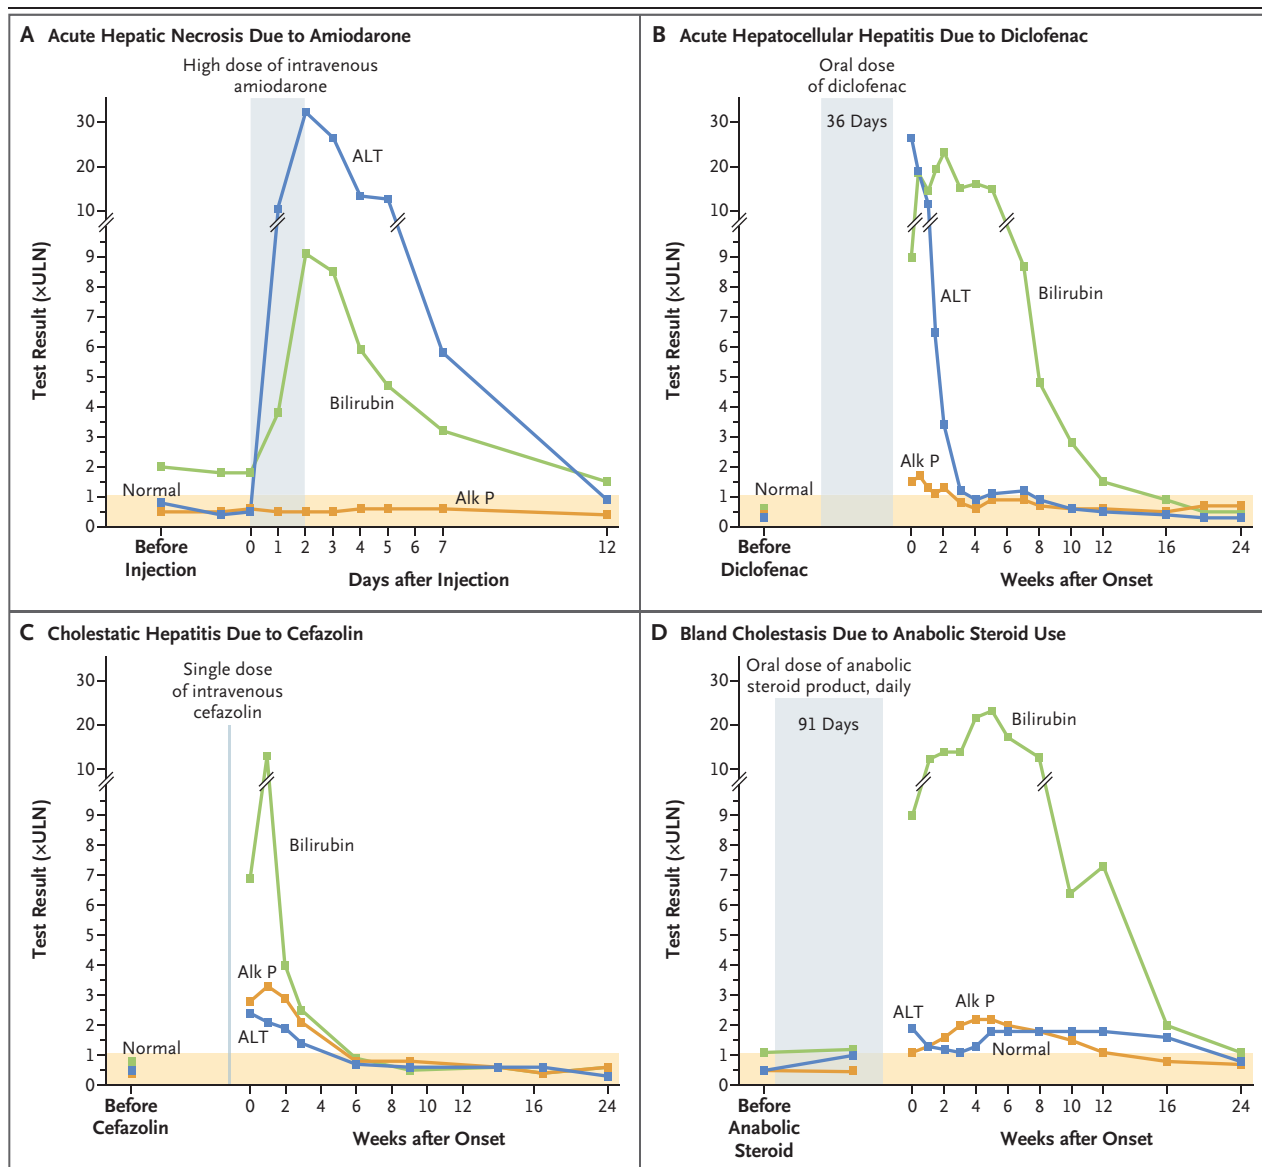 A Acute Hepatic Necrosis Due to Amiodarone
High dose of intravenous
amiodarone
30
20
10
9
8
7
6
5
4
3
2
1
0
Test Result (×ULN)
ALT
Bilirubin
Normal
Alk P
Before
Injection
0 1 2 3 4 5 6 7 12
Days after Injection
B Acute Hepatocellular Hepatitis Due to Diclofenac
Oral dose
of diclofenac
36 Days
30
20
10
9
8
7
6
5
4
3
2
1
0
Test Result (×ULN)
ALT
Bilirubin
Alk P
Normal
Before
Diclofenac
0 2 4 6 8 10 12 16 24
Weeks after Onset
C Cholestatic Hepatitis Due to Cefazolin
Single dose
of intravenous
cefazolin
30
20
10
9
8
7
6
5
4
3
2
1
0
Test Result (×ULN)
Bilirubin
Alk P
ALT
Normal
Before
Cefazolin
0 2 4 6 8 10 12 16 24
Weeks after Onset
D Bland Cholestasis Due to Anabolic Steroid Use
Oral dose of anabolic
steroid product, daily
91 Days
30
20
10
9
8
7
6
5
4
3
2
1
0
Test Result (×ULN)
Bilirubin
ALT
Alk P
Normal
Before
Anabolic
Steroid
0 2 4 6 8 10 12 16 24
Weeks after Onset